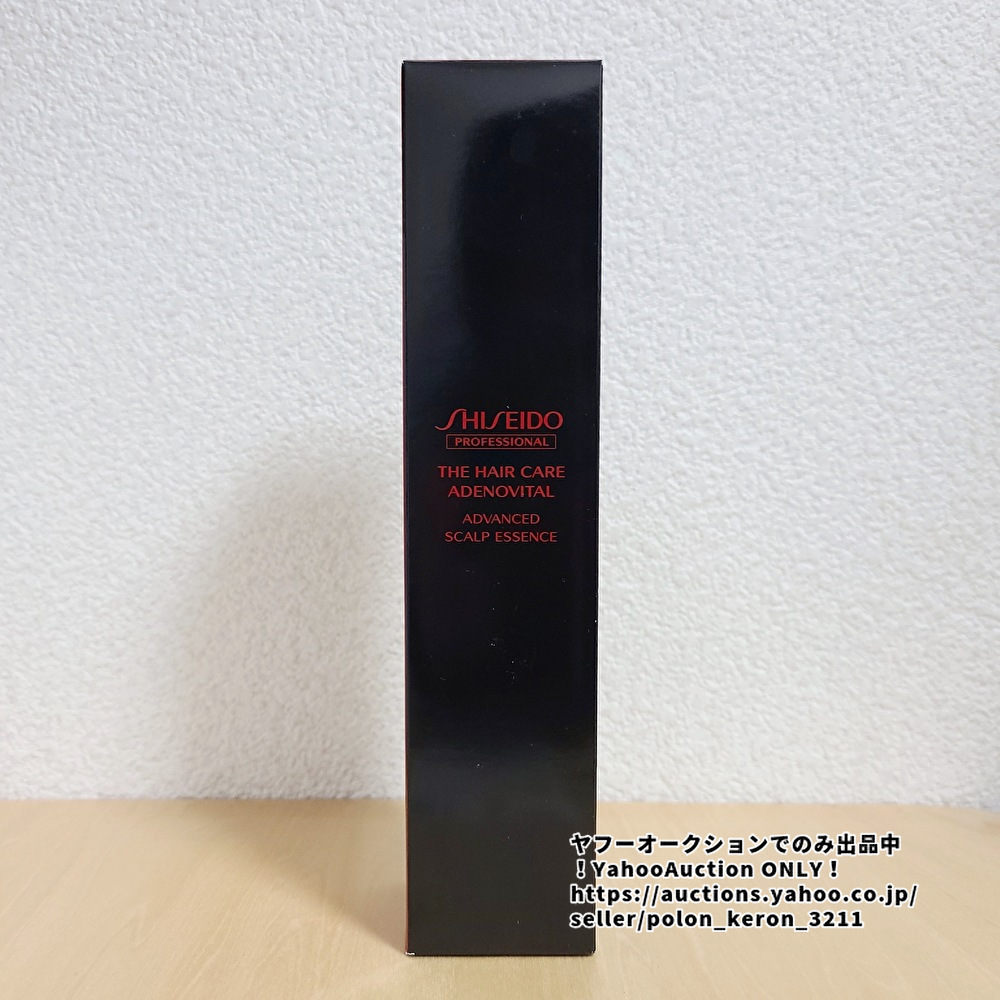 SHISEIDO
PROFESSIONAL
THE HAIR CARE
ADENOVITAL
ADVANCED
SCALP ESSENCE
ヤフーオークションでのみ出品中
！YahooAuction ONLY！
https://auctions.yahoo.co.jp/
seller/polon_keron_3211